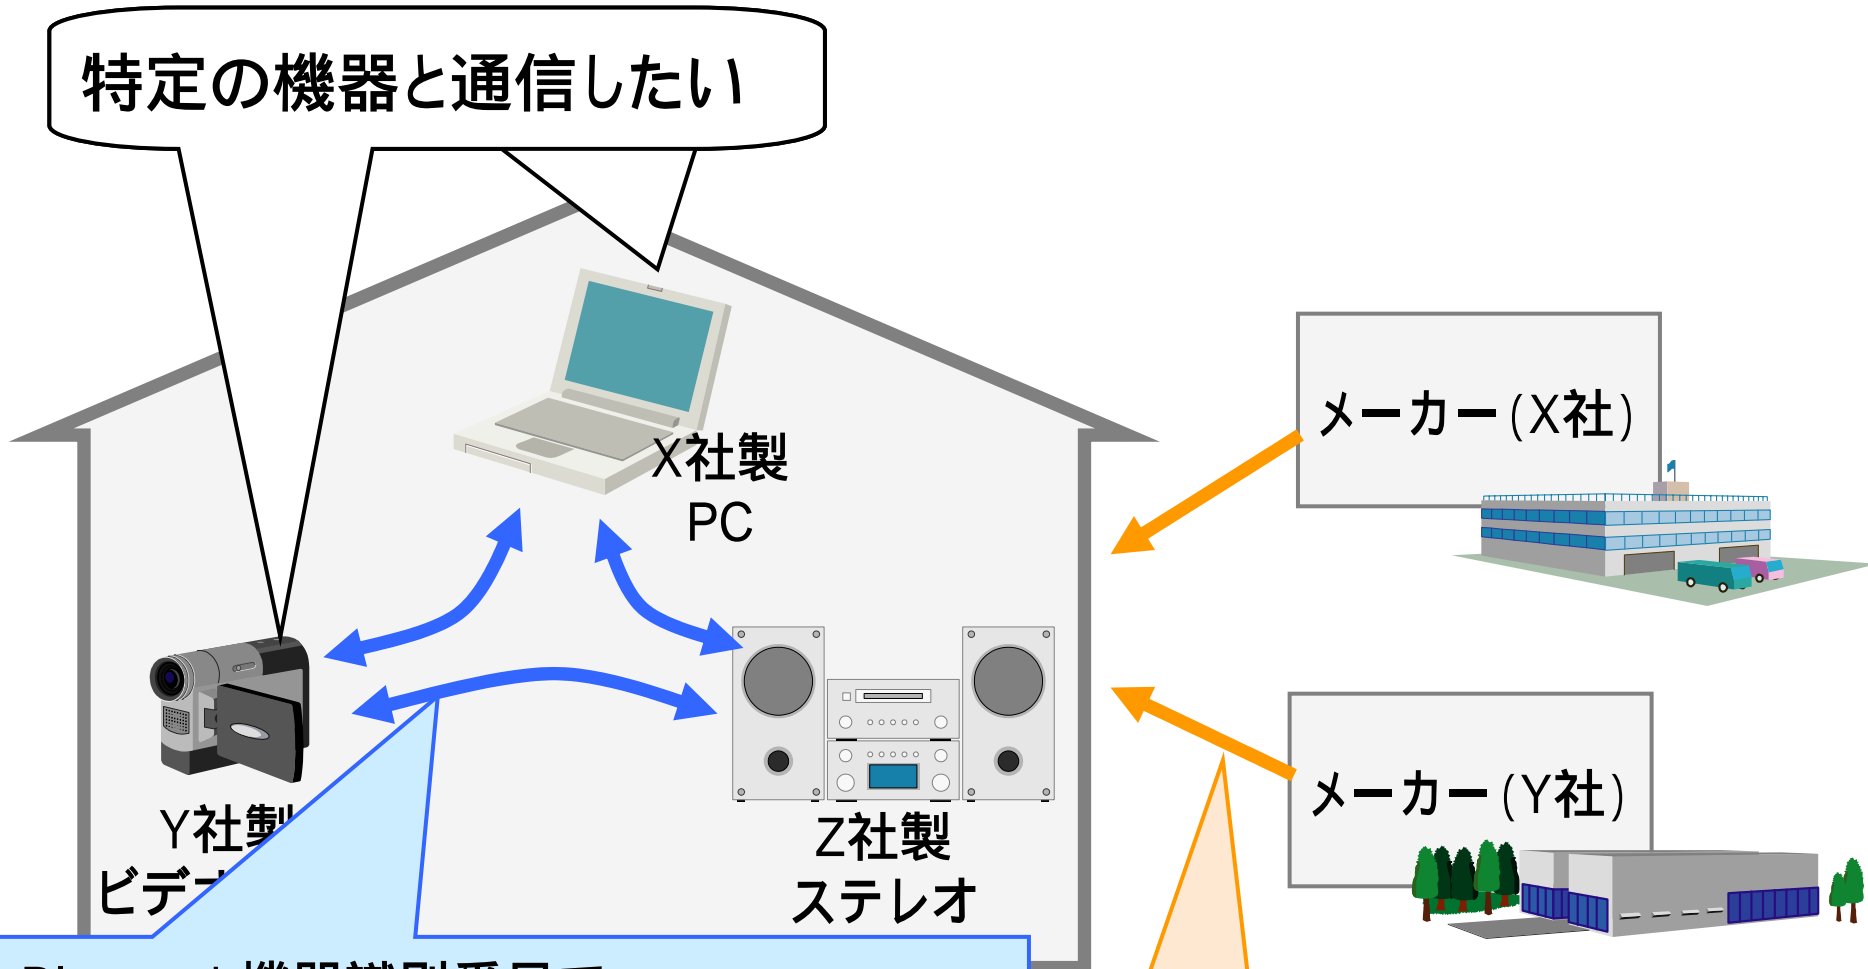 特定の機器と通信したい
X社製
PC
メーカー(X社)
メーカー(Y社)
Y社製
Z社製
ステレオ